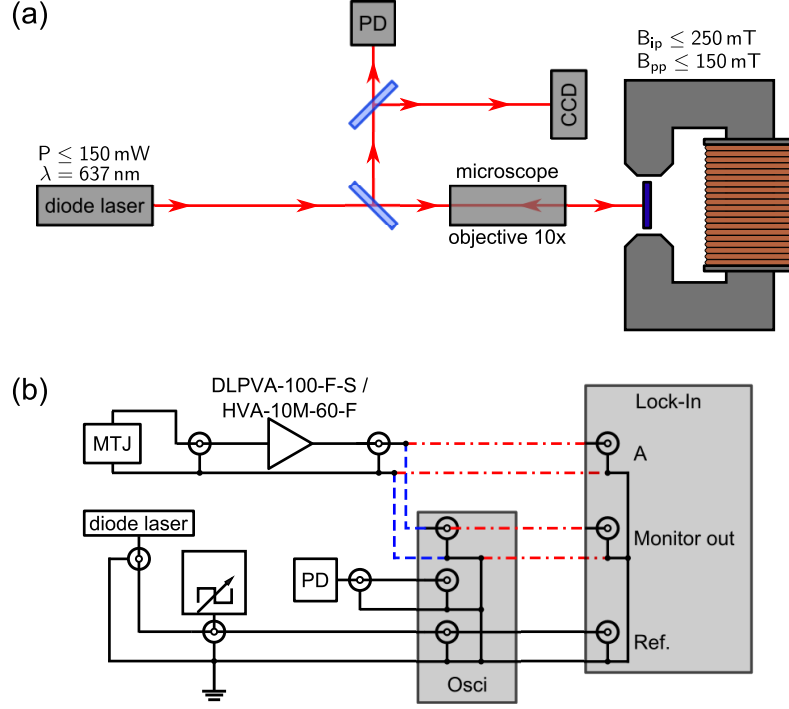 (a)
PD
CCD
B_ip ≤ 250 mT
B_pp ≤ 150 mT
P ≤ 150 mW
λ = 637 nm
diode laser
microscope
objective 10x
(b)
DLPVA-100-F-S /
HVA-10M-60-F
Lock-In
MTJ
A
diode laser
Monitor out
PD
Ref.
Osci